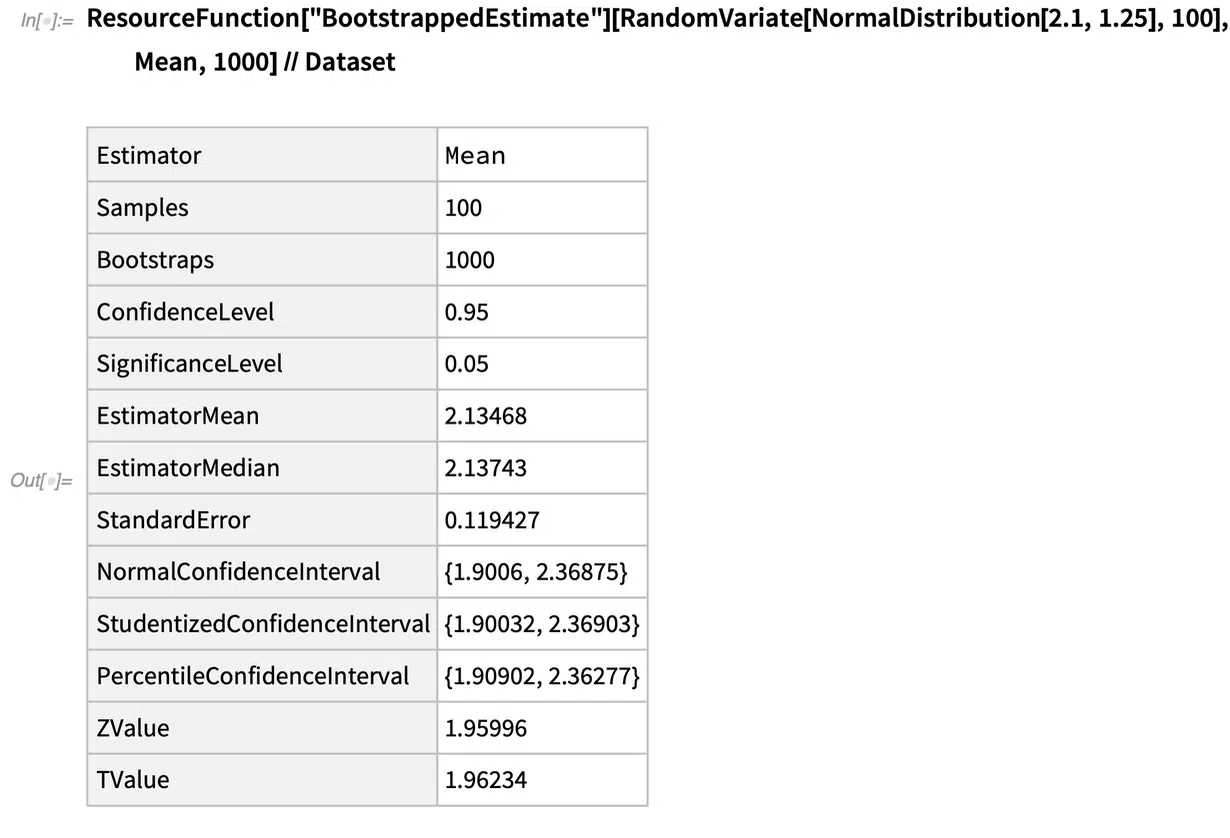 In[•]:= ResourceFunction["BootstrappedEstimate"][RandomVariate[NormalDistribution[2.1, 1.25], 100],
Mean, 1000] // Dataset
Estimator Mean
Samples 100
Bootstraps 1000
ConfidenceLevel 0.95
SignificanceLevel 0.05
EstimatorMean 2.13468
Out[•]= EstimatorMedian 2.13743
StandardError 0.119427
NormalConfidenceInterval {1.9006, 2.36875}
StudentizedConfidenceInterval {1.90032, 2.36903}
PercentileConfidenceInterval {1.90902, 2.36277}
ZValue 1.95996
TValue 1.96234